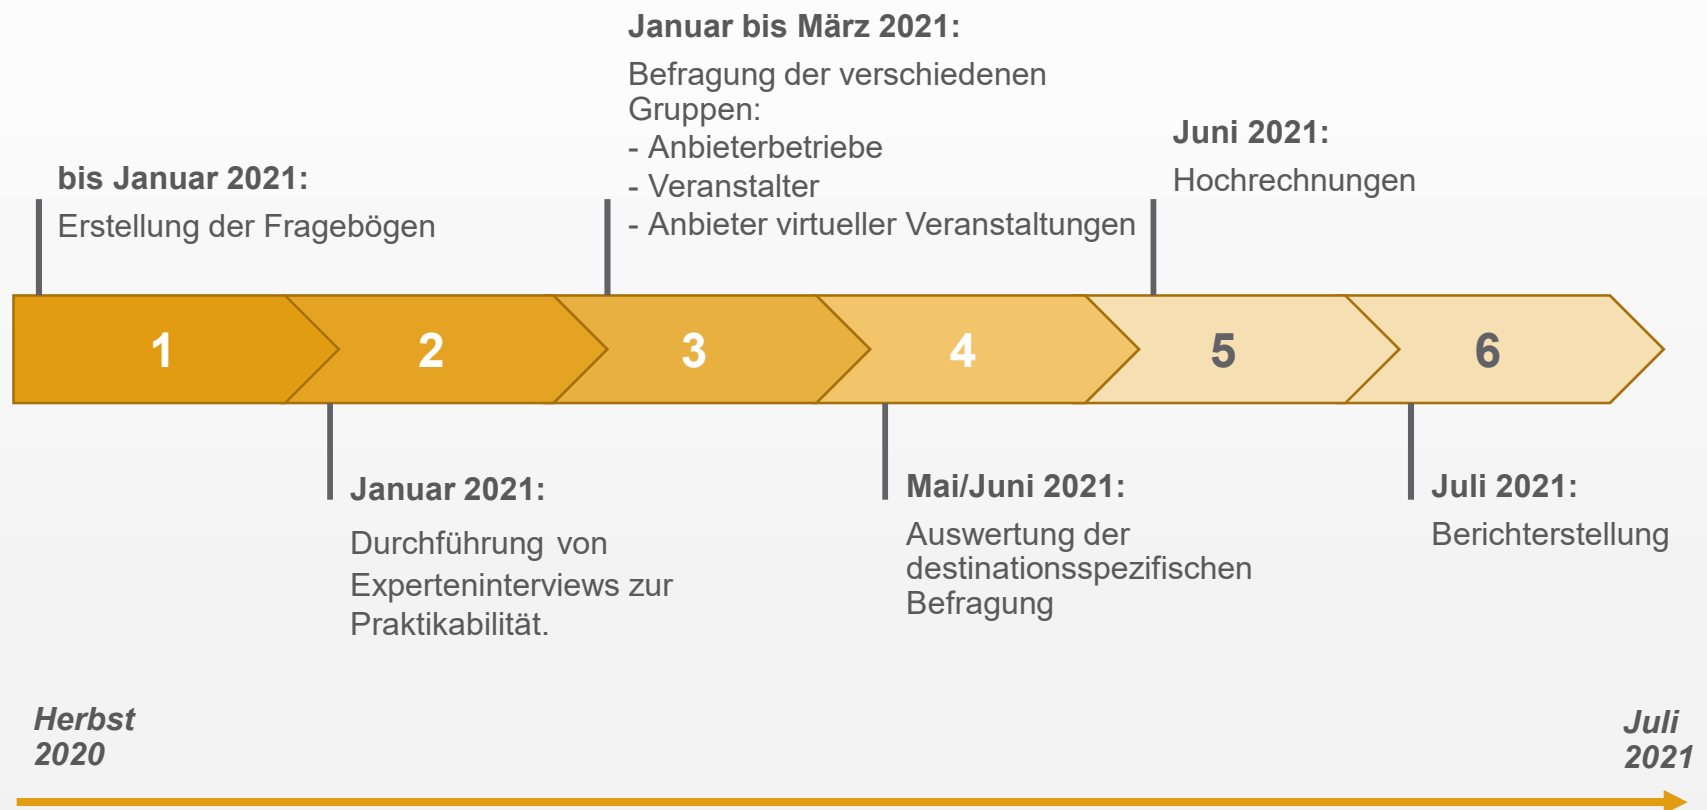 Januar bis März 2021:
Befragung der verschiedenen
Gruppen:
- Anbieterbetriebe
- Veranstalter
- Anbieter virtueller Veranstaltungen
Juni 2021:
Hochrechnungen
bis Januar 2021:
Erstellung der Fragebögen
1
2
3
4
5
6
Januar 2021:
Durchführung von
Experteninterviews zur
Praktikabilität.
Mai/Juni 2021:
Auswertung der
destinationsspezifischen
Befragung
Juli 2021:
Berichterstellung
Herbst
2020
Juli
2021